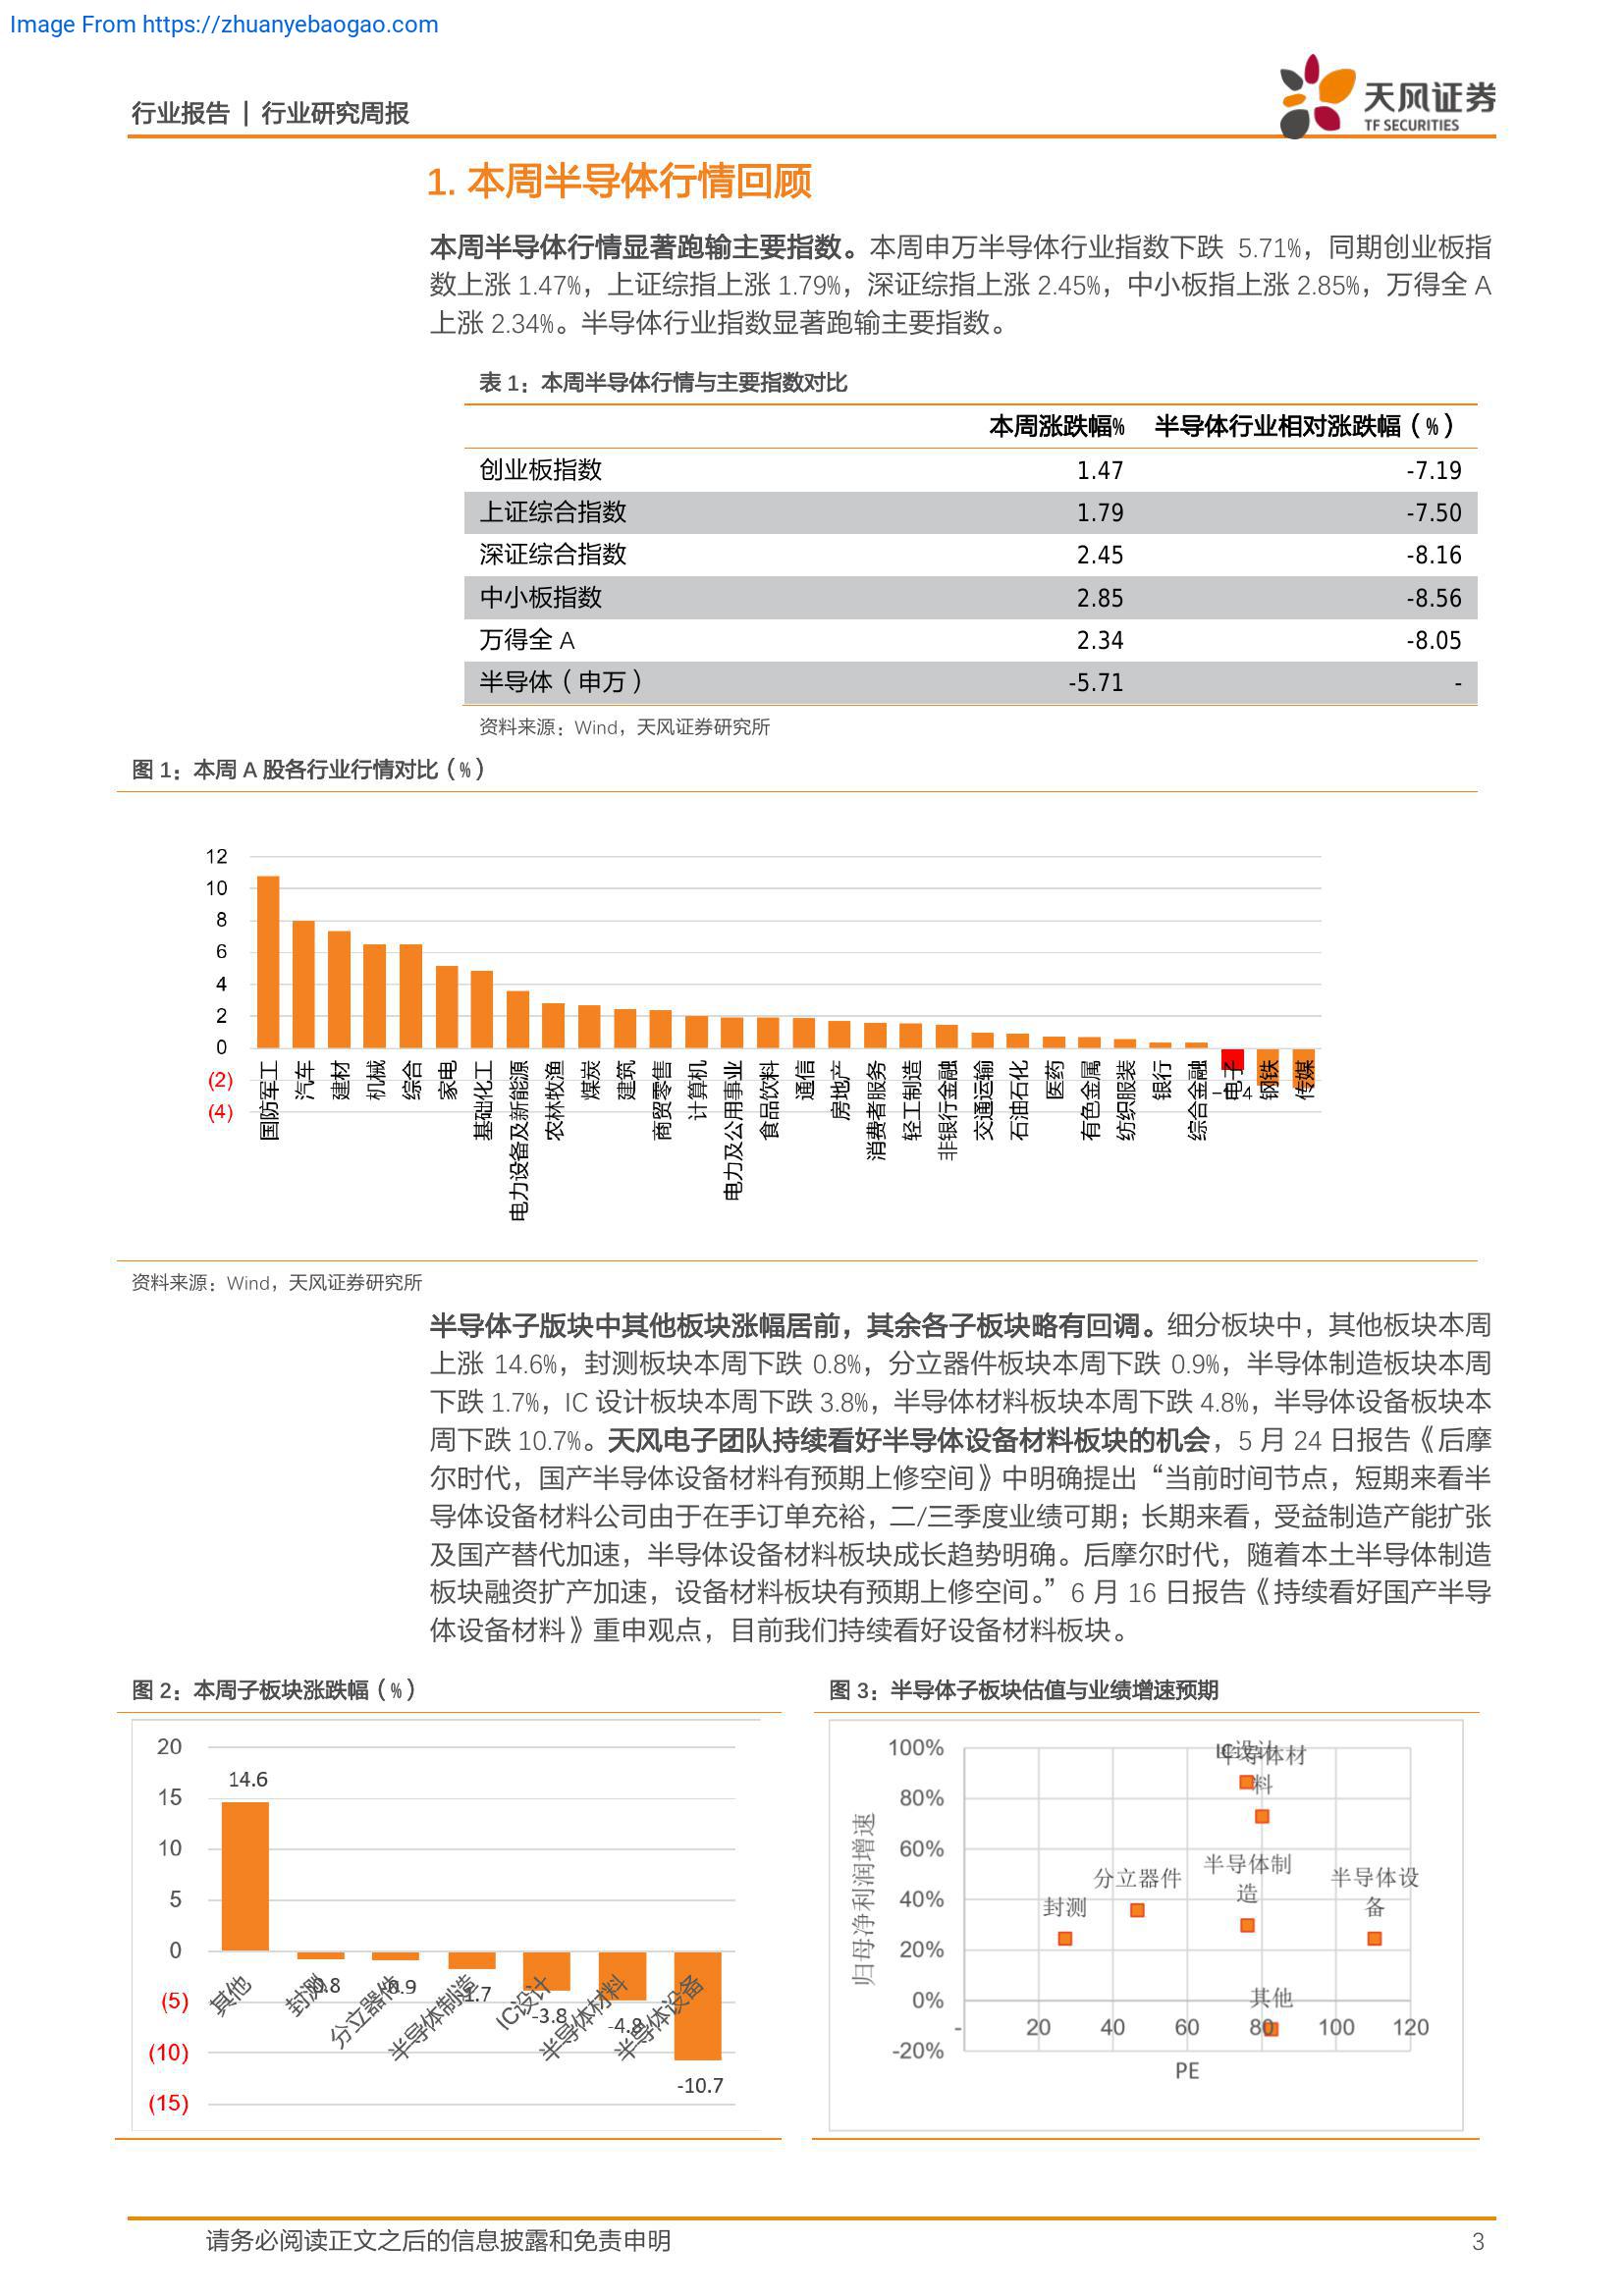 Image From https://zhuanyebaogao.com
行业报告 | 行业研究周报
天风证券
TF SECURITIES
1. 本周半导体行情回顾
本周半导体行情显著跑输主要指数。本周申万半导体行业指数下跌 5.71%，同期创业板指
数上涨 1.47%，上证综指上涨 1.79%，深证综指上涨 2.45%，中小板指上涨 2.85%，万得全 A
上涨 2.34%。半导体行业指数显著跑输主要指数。
表 1：本周半导体行情与主要指数对比
本周涨跌幅% 半导体行业相对涨跌幅（%）
创业板指数 1.47 -7.19
上证综合指数 1.79 -7.50
深证综合指数 2.45 -8.16
中小板指数 2.85 -8.56
万得全 A 2.34 -8.05
半导体（申万） -5.71 -
资料来源：Wind，天风证券研究所
图 1：本周 A 股各行业行情对比（%）
12
10
8
6
4
2
0
(2)
(4)
国防军工
汽车
建材
机械
综合
家电
基础化工
电力设备及新能源
农林牧渔
煤炭
建筑
商贸零售
计算机
电力及公用事业
食品饮料
通信
房地产
消费者服务
轻工制造
非银行金融
交通运输
石油石化
医药
有色金属
纺织服装
银行
综合金融
电子
钢铁
传媒
资料来源：Wind，天风证券研究所
半导体子版块中其他板块涨幅居前，其余各子板块略有回调。细分板块中，其他板块本周
上涨 14.6%，封测板块本周下跌 0.8%，分立器件板块本周下跌 0.9%，半导体制造板块本周
下跌 1.7%，IC 设计板块本周下跌 3.8%，半导体材料板块本周下跌 4.8%，半导体设备板块本
周下跌 10.7%。天风电子团队持续看好半导体设备材料板块的机会，5 月 24 日报告《后摩
尔时代，国产半导体设备材料有预期上修空间》中明确提出“当前时间节点，短期来看半
导体设备材料公司由于在手订单充裕，二/三季度业绩可期；长期来看，受益制造产能扩张
及国产替代加速，半导体设备材料板块成长趋势明确。后摩尔时代，随着本土半导体制造
板块融资扩产加速，设备材料板块有预期上修空间。”6 月 16 日报告《持续看好国产半导
体设备材料》重申观点，目前我们持续看好设备材料板块。
图 2：本周子板块涨跌幅（%）
20
15
10
5
0
(5)
(10)
(15)
14.6
-0.8
-0.9
-1.7
-3.8
-4.8
-10.7
其他
封测
分立器件
半导体制造
IC设计
半导体材料
半导体设备
图 3：半导体子板块估值与业绩增速预期
归母净利润增速
100%
80%
60%
40%
20%
0%
-20%
IC设计
半导体材
料
半导体制
造
分立器件
封测
半导体设
备
其他
- 20 40 60 80 100 120
PE
请务必阅读正文之后的信息披露和免责申明 3